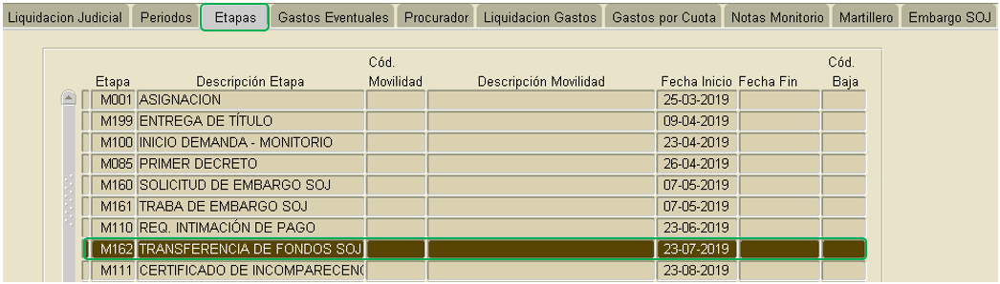 Liquidacion Judicial Periodos Etapas Gastos Eventuales Procurador Liquidacion Gastos Gastos por Cuota Notas Monitorio Martillero Embargo SOJ
Cód. Cód.
Etapa Descripción Etapa Movilidad Descripción Movilidad Fecha Inicio Fecha Fin Baja
M001 ASIGNACION 25-03-2019
M199 ENTREGA DE TÍTULO 09-04-2019
M100 INICIO DEMANDA - MONITORIO 23-04-2019
M085 PRIMER DECRETO 26-04-2019
M160 SOLICITUD DE EMBARGO SOJ 07-05-2019
M161 TRABA DE EMBARGO SOJ 07-05-2019
M110 REQ. INTIMACIÓN DE PAGO 23-06-2019
M162 TRANSFERENCIA DE FONDOS SOJ 23-07-2019
M111 CERTIFICADO DE INCOMPARECENC 23-08-2019